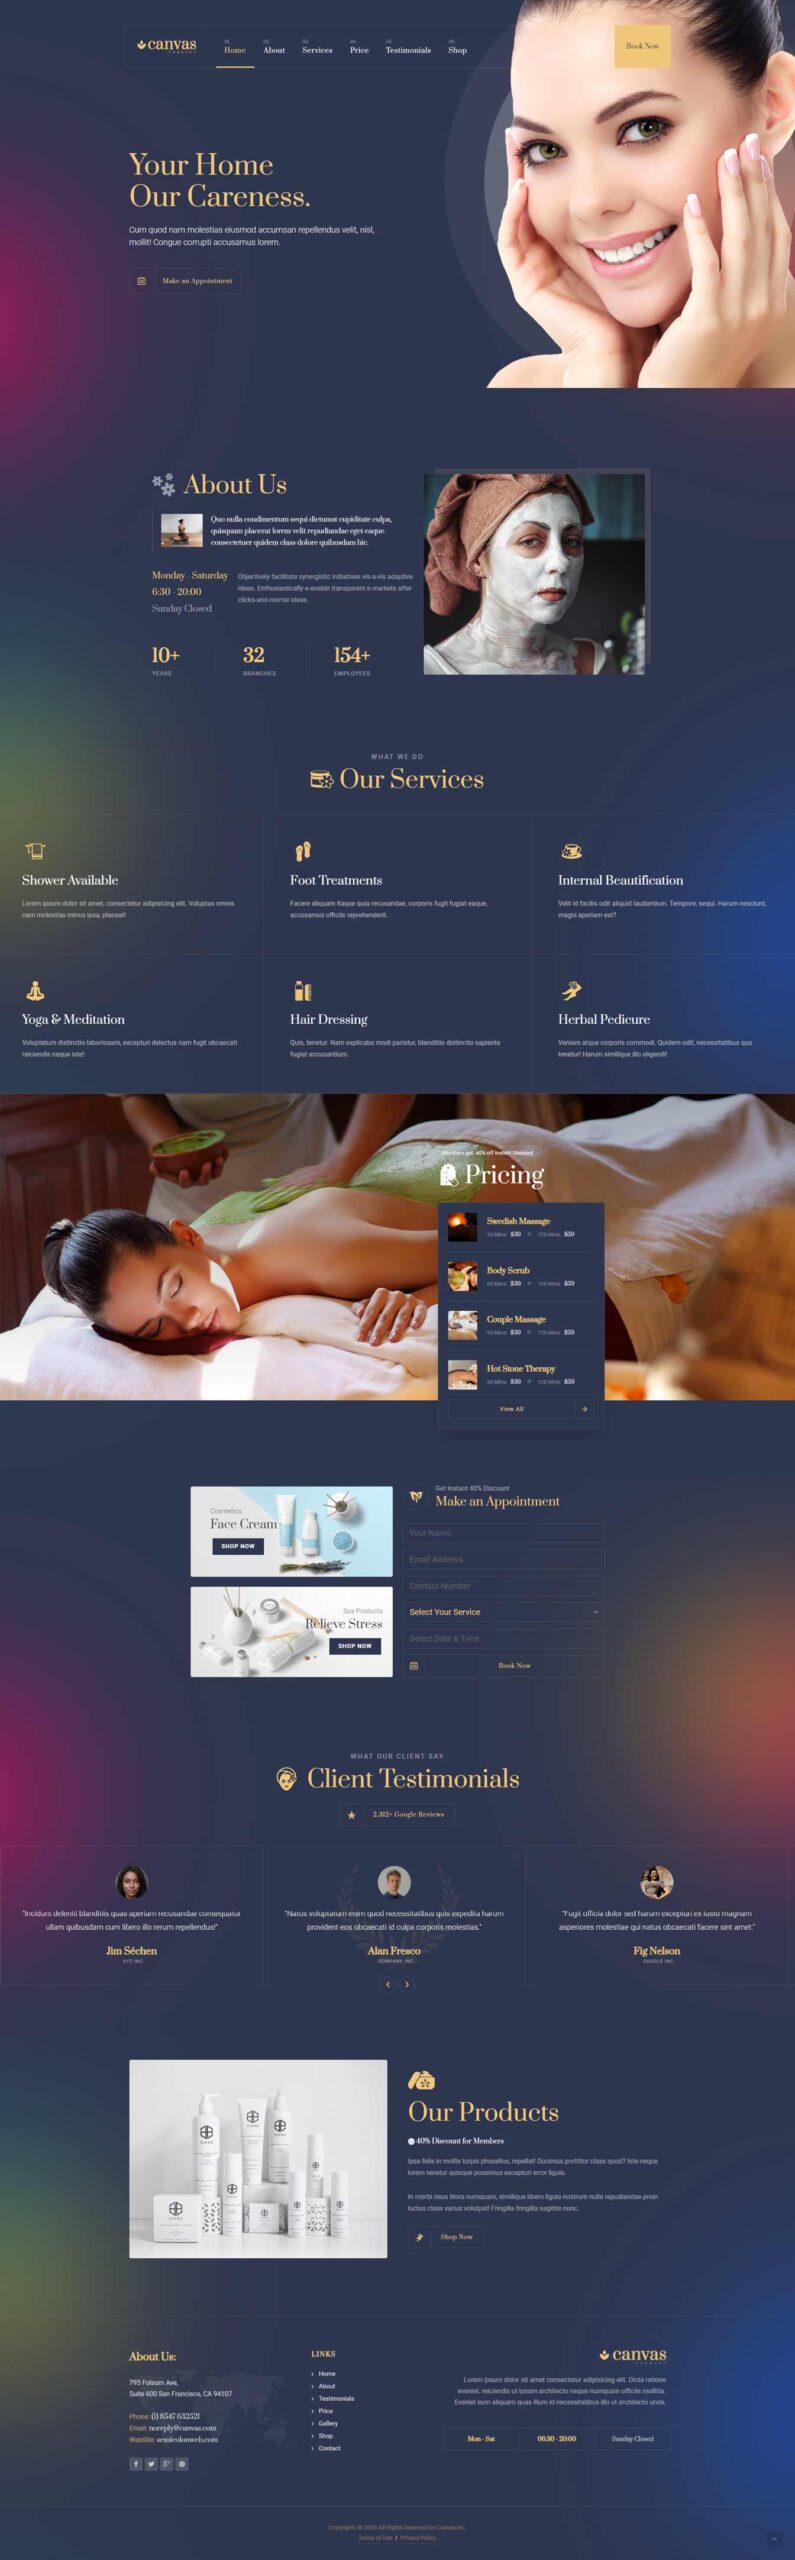 canvas
THERAPY
01.
Home
02.
About
03.
Services
04.
Price
05.
Testimonials
06.
Shop
Book Now
Your Home
Our Careness.
Cum quod nam molestias eiusmod accumsan repellendus velit, nisl,
mollit! Congue corrupti accusamus lorem.
Make an Appointment
About Us
Quo nulla condimentum sequi dictumst cupiditate culpa,
quisquam placerat lorem velit repudiandae eget eaque
consectetuer quidem class dolore quibusdam hic.
Monday - Saturday
6:30 - 20:00
Sunday Closed
Objectively facilitate synergistic initiatives vis-a-vis adaptive
ideas. Enthusiastically e-enable transparent e-markets after
clicks-and-mortar ideas.
10+
YEARS
32
BRANCHES
154+
EMPLOYEES
WHAT WE DO
Our Services
Shower Available
Lorem ipsum dolor sit amet, consectetur adipisicing elit. Voluptas omnis
nam molestias minus ipsa, placeat!
Foot Treatments
Facere aliquam itaque quia recusandae, corporis fugit fugiat eaque,
accusamus officiis reprehenderit.
Internal Beautification
Velit id facilis odit aliquid laudantium. Tempore, sequi. Harum nesciunt,
magni aperiam est?
Yoga & Meditation
Voluptatum distinctio laboriosam, excepturi delectus nam fugit obcaecati
reiciendis neque iste!
Hair Dressing
Quis, tenetur. Nam explicabo modi pariatur, blanditiis distinctio sapiente
fugiat accusantium.
Herbal Pedicure
Veniam atque corporis commodi. Quidem odit, necessitatibus quo
tenetur! Harum similique illo eligendi!
Members get -40% off Instant Discount
Pricing
Swedish Massage
60 Mins: $39 120 Mins: $59
Body Scrub
60 Mins: $39 120 Mins: $59
Couple Massage
60 Mins: $39 120 Mins: $59
Hot Stone Therapy
60 Mins: $39 120 Mins: $59
View All
Cosmetics
Face Cream
SHOP NOW
Spa Products
Relieve Stress
SHOP NOW
Get Instant 40% Discount
Make an Appointment
Your Name
Email Address
Contact Number
Select Your Service
Select Date & Time
Book Now
WHAT OUR CLIENT SAY
Client Testimonials
2,312+ Google Reviews
"Incidunt deleniti blanditiis quas aperiam recusandae consequatur
ullam quibusdam cum libero illo rerum repellendus!"
Jim Séchen
XYZ INC.
"Natus voluptatum enim quod necessitatibus quis expedita harum
provident eos obcaecati id culpa corporis molestias."
Alan Fresco
COMPANY INC.
"Fugit officia dolor sed harum excepturi ex iusto magnam
asperiores molestiae qui natus obcaecati facere sint amet."
Fig Nelson
GOOGLE INC.
Our Products
40% Discount for Members
Ipsa felis in mollis turpis phasellus, repellat! Ducimus porttitor class quod? Iste neque
lorem tenetur quisque possimus excepturi error ligula.
In morbi risus litora numquam, similique libero ligula nostrum nulla repudiandae proin
luctus class varius volutpat! Fringilla fringilla sagittis nunc.
Shop Now
About Us:
795 Folsom Ave,
Suite 600 San Francisco, CA 94107
Phone: (1) 8547 632521
Email: noreply@canvas.com
WebSite: semicolonweb.com
LINKS
Home
About
Testimonials
Price
Gallery
Shop
Contact
canvas
THERAPY
Lorem ipsum dolor sit amet consectetur adipisicing elit. Dicta ratione
eveniet, reiciendis ut ipsam architecto neque numquam officiis mollitia.
Eveniet eum aliquam quas illum id necessitatibus illo ut architecto unde.
Mon - Sat
06:30 - 20:00
Sunday Closed
Copyrights © 2020 All Rights Reserved by Canvas Inc.
Terms of Use / Privacy Policy